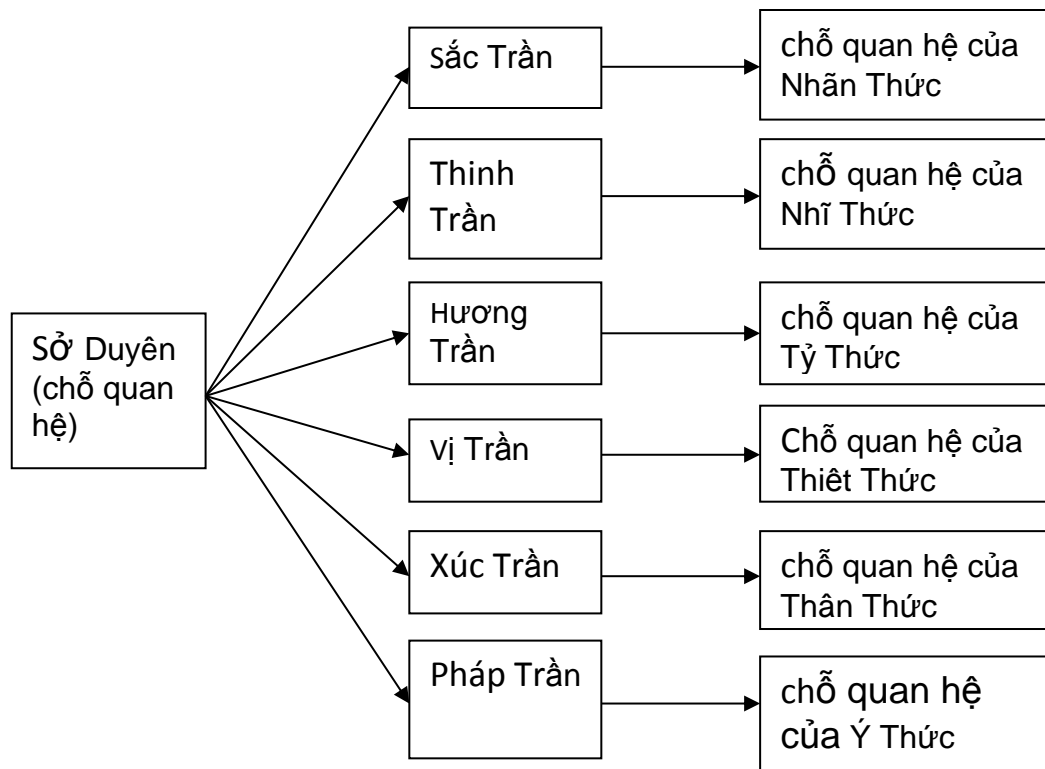 Sở Duyên
(chỗ quan
hệ)
Sắc Trần
chỗ quan hệ của
Nhãn Thức
Thinh
Trần
chỗ quan hệ của
Nhĩ Thức
Hương
Trần
chỗ quan hệ của
Tỷ Thức
Vị Trần
Chỗ quan hệ của
Thiêt Thức
Xúc Trần
chỗ quan hệ của
Thân Thức
Pháp Trần
chỗ quan hệ
của Ý Thức